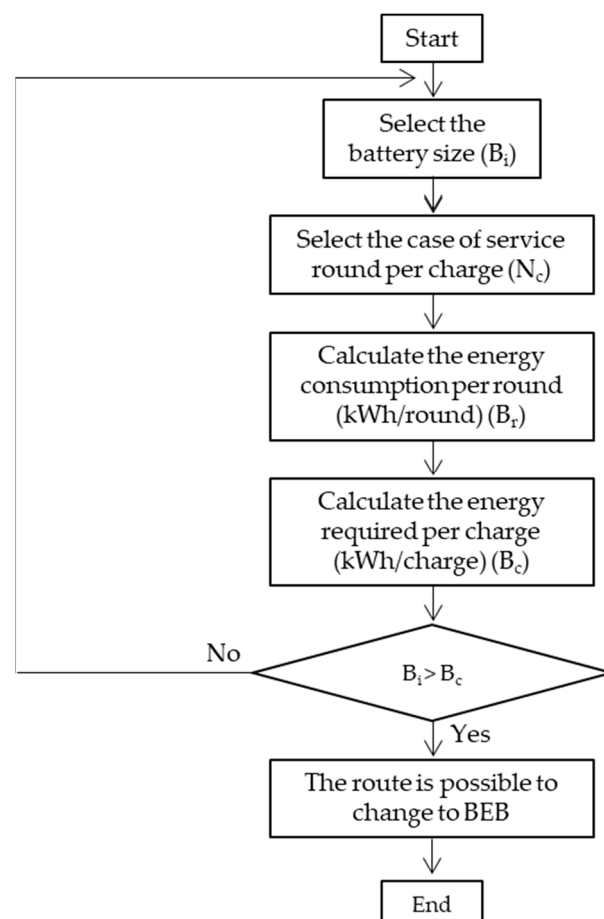 Start
Select the
battery size (Bi)
Select the case of service
round per charge (Nc)
Calculate the energy
consumption per round
(kWh/round) (Br)
Calculate the energy
required per charge
(kWh/charge) (Bc)
No
Bi > Bc
Yes
The route is possible to
change to BEB
End